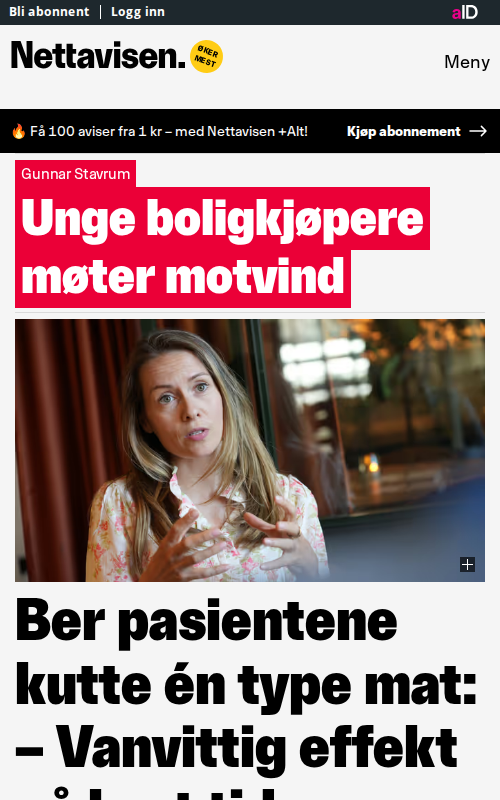 Bli abonnent
Logg inn
aID
Nettavisen.
ØKER
MEST
Meny
🔥 Få 100 aviser fra 1 kr – med Nettavisen +Alt!
Kjøp abonnement →
Gunnar Stavrum
Unge boligkjøpere
møter motvind
Ber pasientene
kutte én type mat:
– Vanvittig effekt